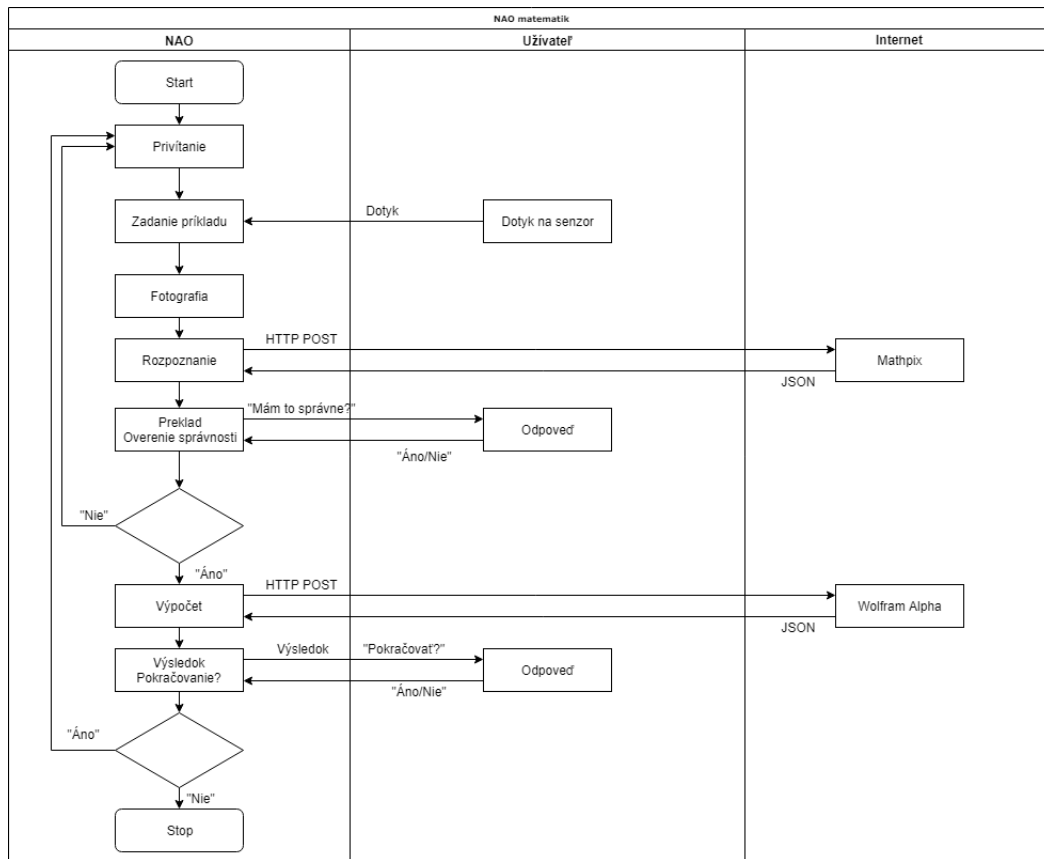 NAO matematik
NAO
Užívateľ
Internet
Start
Privítanie
Zadanie príkladu
Dotyk
Dotyk na senzor
Fotografia
HTTP POST
Rozpoznanie
Mathpix
JSON
"Mám to správne?"
Preklad
Overenie správnosti
Odpoveď
"Áno/Nie"
"Nie"
"Áno"
HTTP POST
Výpočet
Wolfram Alpha
JSON
Výsledok
"Pokračovať?"
Výsledok
Pokračovanie?
Odpoveď
"Áno/Nie"
"Áno"
"Nie"
Stop